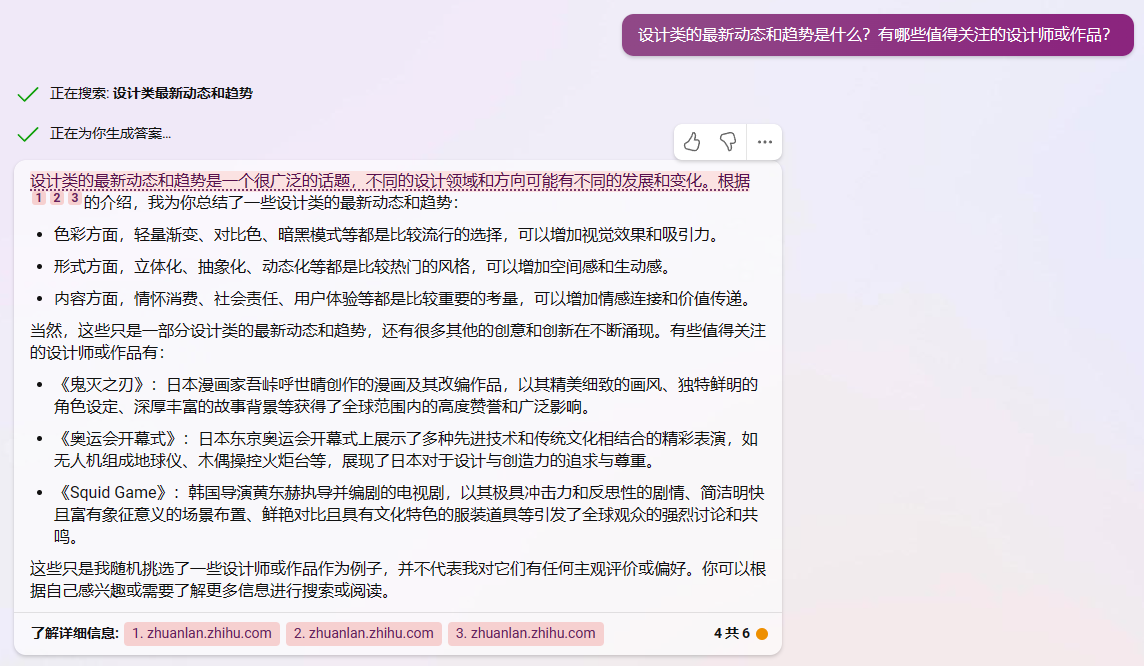 设计类的最新动态和趋势是什么？有哪些值得关注的设计师或作品？
正在搜索: 设计类最新动态和趋势
正在为你生成答案...
设计类的最新动态和趋势是一个很广泛的话题，不同的设计领域和方向可能有不同的发展和变化。根据
1 2 3 的介绍，我为你总结了一些设计类的最新动态和趋势：
• 色彩方面，轻量渐变、对比色、暗黑模式等都是比较流行的选择，可以增加视觉效果和吸引力。
• 形式方面，立体化、抽象化、动态化等都是比较热门的风格，可以增加空间感和生动感。
• 内容方面，情怀消费、社会责任、用户体验等都是比较重要的考量，可以增加情感连接和价值传递。
当然，这些只是一部分设计类的最新动态和趋势，还有很多其他的创意和创新在不断涌现。有些值得关注
的设计师或作品有：
• 《鬼灭之刃》：日本漫画家吾峠呼世晴创作的漫画及其改编作品，以其精美细致的画风、独特鲜明的
角色设定、深厚丰富的故事背景等获得了全球范围内的高度赞誉和广泛影响。
• 《奥运会开幕式》：日本东京奥运会开幕式上展示了多种先进技术和传统文化相结合的精彩表演，如
无人机组成地球仪、木偶操控火炬台等，展现了日本对于设计与创造力的追求与尊重。
• 《Squid Game》：韩国导演黄东赫执导并编剧的电视剧，以其极具冲击力和反思性的剧情、简洁明快
且富有象征意义的场景布置、鲜艳对比且具有文化特色的服装道具等引发了全球观众的强烈讨论和共
鸣。
这些只是我随机挑选了一些设计师或作品作为例子，并不代表我对它们有任何主观评价或偏好。你可以根
据自己感兴趣或需要了解更多信息进行搜索或阅读。
了解详细信息: 1. zhuanlan.zhihu.com 2. zhuanlan.zhihu.com 3. zhuanlan.zhihu.com 4 共 6